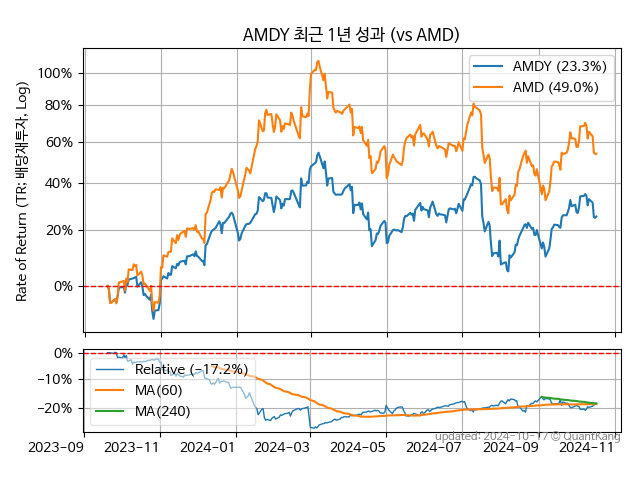 AMDY 최근 1년 성과 (vs AMD)
Rate of Return (TR: 배당재투자, Log)
100%
80%
60%
40%
20%
0%
AMDY (23.3%)
AMD (49.0%)
0%
−10%
−20%
Relative (−17.2%)
MA(60)
MA(240)
updated: 2024-10-17 © QuantKang
2023-09
2023-11
2024-01
2024-03
2024-05
2024-07
2024-09
2024-11